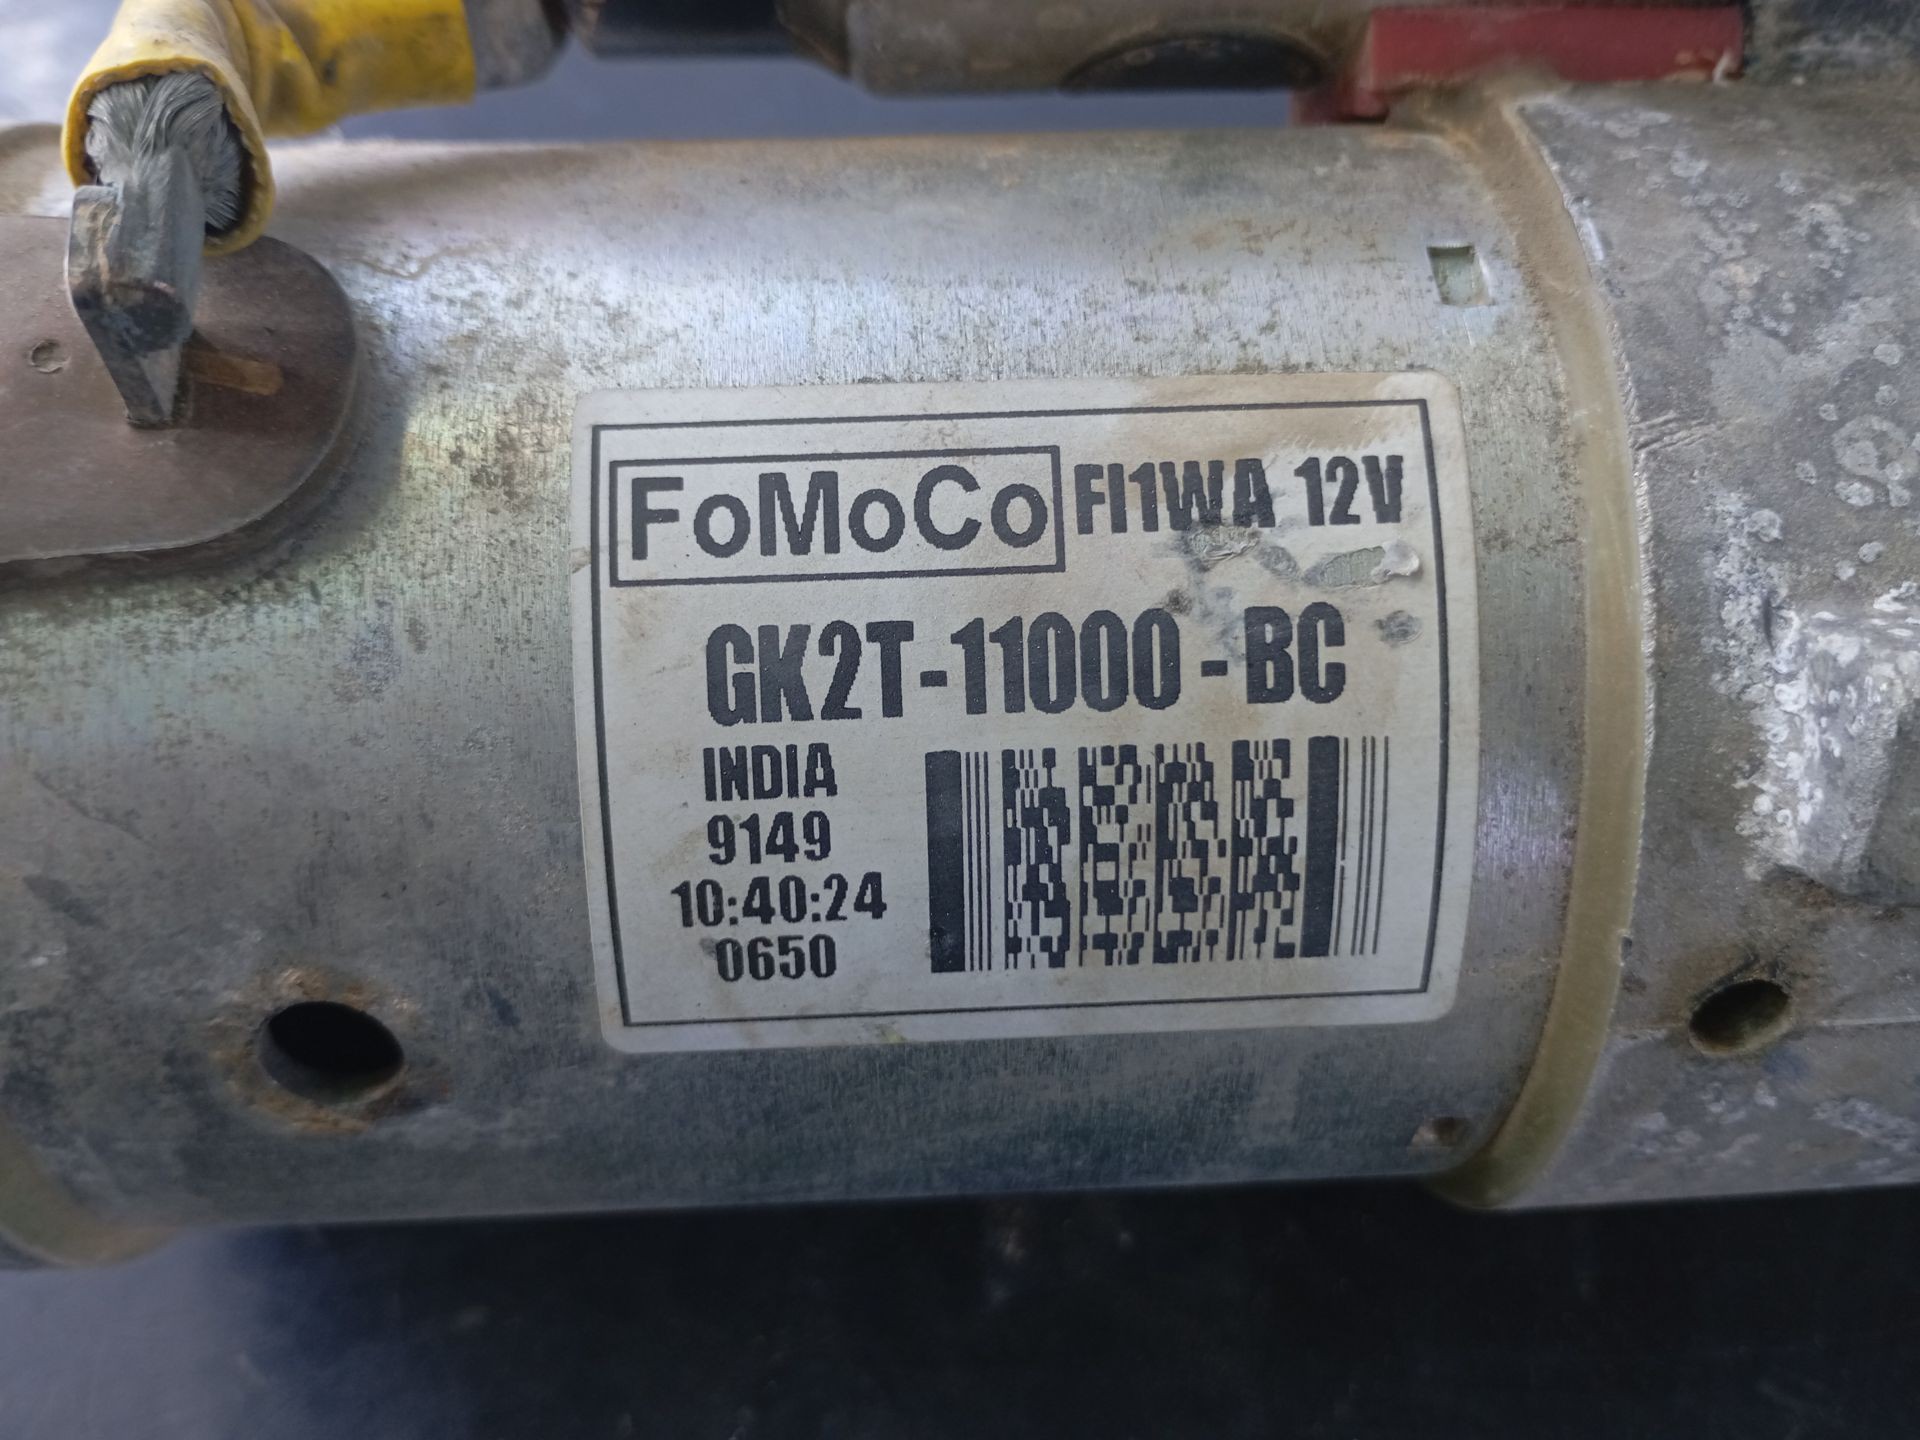 FoMoCo FI1WA 12V
GK2T-11000-BC
INDIA
9149
10:40:24
0650